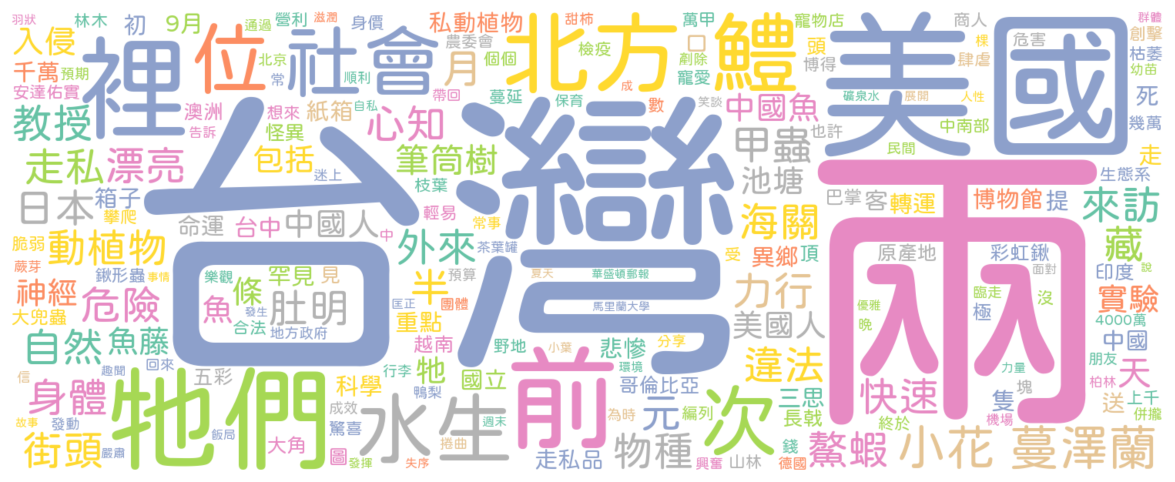 台灣
美國
兩
裡
位
社會
北方
鱧
牠們
水生
前
次
快速
小花
蔓澤蘭
鰲蝦
物種
元
走私品
哥倫比亞
違法
力行
美國人
海關
池塘
甲蟲
中國魚
筆筒樹
心知
包括
漂亮
走私
教授
千萬
入侵
安達佑實
預期
林木
羽狀
初
9月
通過
營利
北京
常
滋潤
身價
順利
月
農委會
私動植物
個個
帶回
蔓延
甜柿
檢疫
成
保育
自私
萬甲
剷除
寵愛
數
笑談
寵物店
頭
博得
口
商人
肆虐
棵
危害
群體
創擊
枯萎
幼苗
死
幾萬
礦泉水
展開
人性
中南部
民間
也許
走
生態系
澳洲
告訴
紙箱
想來
怪異
迷上
枝葉
輕易
常事
茶葉罐
日本
箱子
攀爬
命運
台中
中國人
中
動植物
脆弱
蕨芽
鍬形蟲
事情
樂觀
發生
罕見
見
條
魚
合法
肚明
地方政府
外來
半
預算
受
夏天
華盛頓郵報
匡正
團體
重點
馬里蘭大學
神經
危險
大兜蟲
自然
魚藤
回來
趣聞
越南
野地
小葉
悲慘
環境
分享
信
身體
五彩
行李
科學
牠
國立
鴨梨
成效
驚喜
為時
編列
故事
街頭
發動
嚴肅
飯局
大角
圖
發揮
捲曲
失序
週末
興奮
山林
錢
德國
三思
長戟
終於
機場
隻
塊
送
上千
併攏
天
柏林
朋友
力量
優雅
晚
極
沒
臨走
4000萬
中國
實驗
印度
說
面對
彩虹鍬
原產地
藏
來訪
提
博物館
轉運
客
巴掌
異鄉
頂